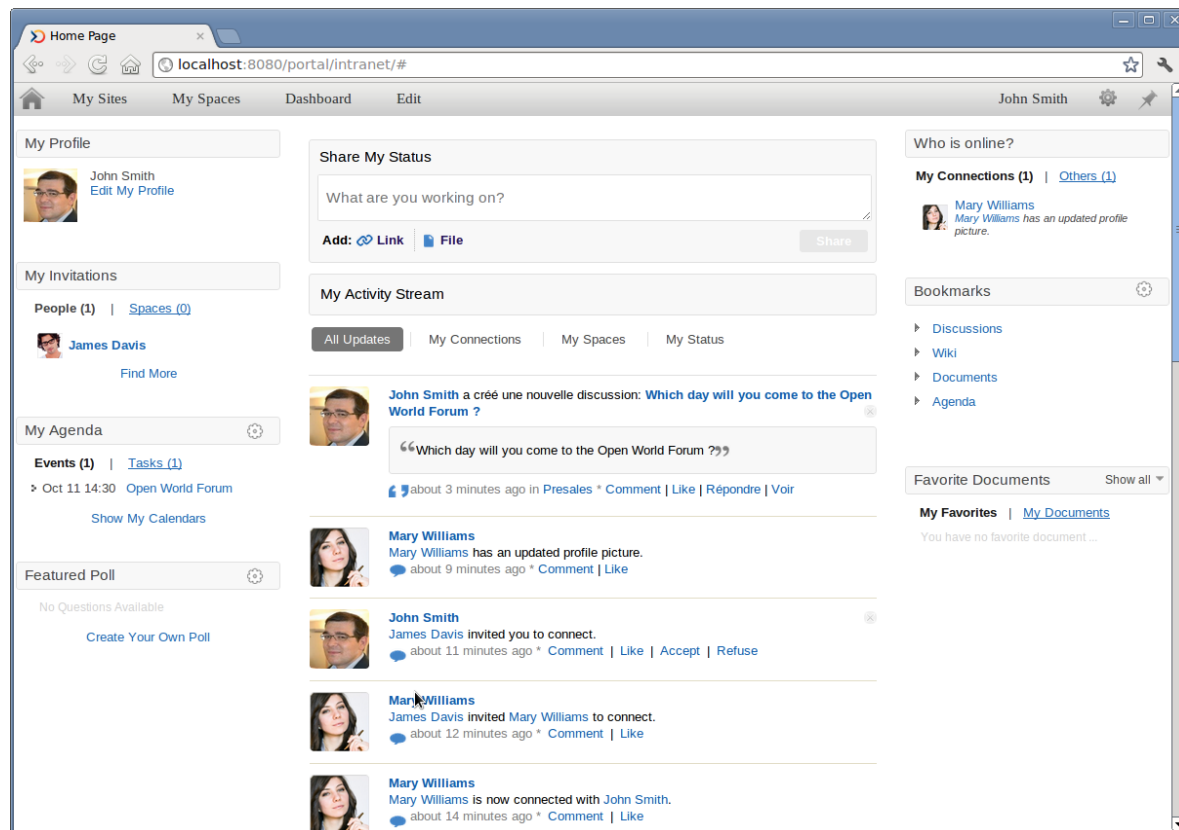 Home Page
localhost:8080/portal/intranet/#
My Sites My Spaces Dashboard Edit John Smith
My Profile
John Smith
Edit My Profile
My Invitations
People (1) | Spaces (0)
James Davis
Find More
My Agenda
Events (1) | Tasks (1)
Oct 11 14:30 Open World Forum
Show My Calendars
Featured Poll
No Questions Available
Create Your Own Poll
Share My Status
What are you working on?
Add: Link File Share
My Activity Stream
All Updates My Connections My Spaces My Status
John Smith a créé une nouvelle discussion: Which day will you come to the Open
World Forum ?
“Which day will you come to the Open World Forum ?”
about 3 minutes ago in Presales * Comment | Like | Répondre | Voir
Mary Williams
Mary Williams has an updated profile picture.
about 9 minutes ago * Comment | Like
John Smith
James Davis invited you to connect.
about 11 minutes ago * Comment | Like | Accept | Refuse
Mary Williams
James Davis invited Mary Williams to connect.
about 12 minutes ago * Comment | Like
Mary Williams
Mary Williams is now connected with John Smith.
about 14 minutes ago * Comment | Like
Who is online?
My Connections (1) | Others (1)
Mary Williams
Mary Williams has an updated profile
picture.
Bookmarks
Discussions
Wiki
Documents
Agenda
Favorite Documents Show all
My Favorites | My Documents
You have no favorite document ...